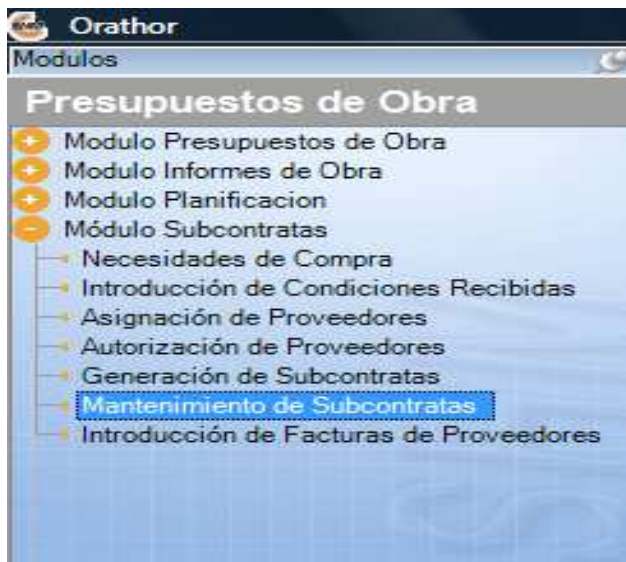 Orathor
Modulos
Presupuestos de Obra
Modulo Presupuestos de Obra
Modulo Informes de Obra
Modulo Planificacion
Módulo Subcontratas
Necesidades de Compra
Introducción de Condiciones Recibidas
Asignación de Proveedores
Autorización de Proveedores
Generación de Subcontratas
Mantenimiento de Subcontratas
Introducción de Facturas de Proveedores